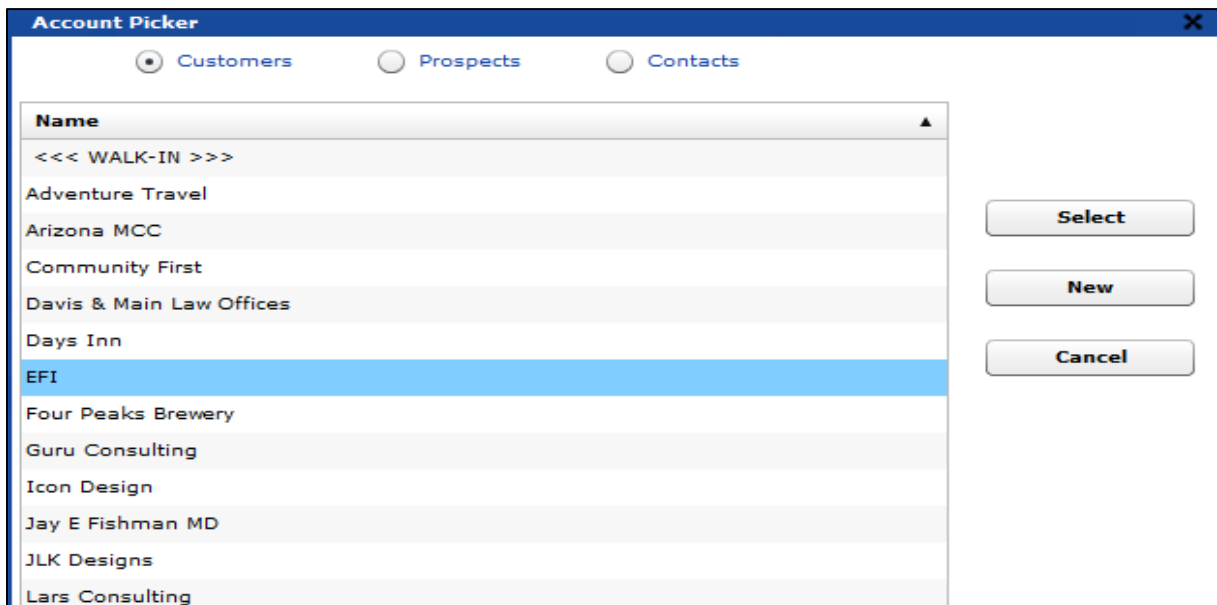 Account Picker
Customers Prospects Contacts
Name
<<< WALK-IN >>>
Adventure Travel
Arizona MCC
Community First
Davis & Main Law Offices
Days Inn
EFI
Four Peaks Brewery
Guru Consulting
Icon Design
Jay E Fishman MD
JLK Designs
Lars Consulting
Select
New
Cancel